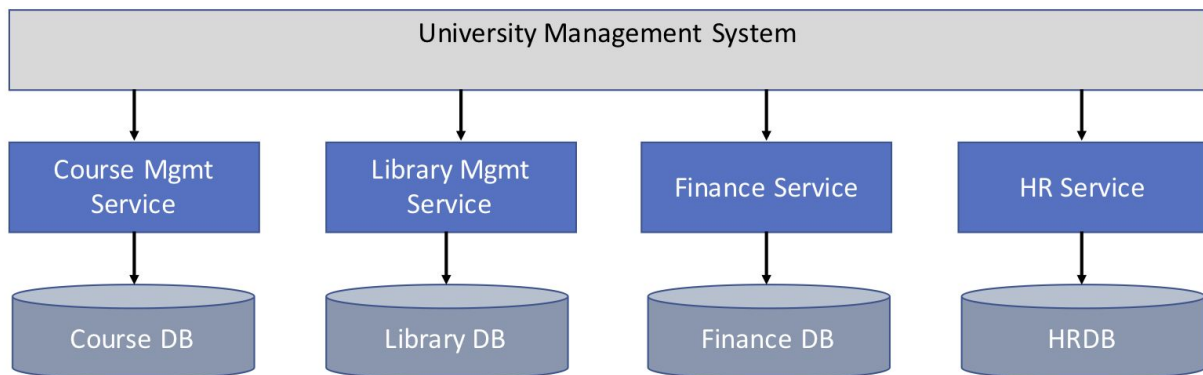 University Management System
Course Mgmt
Service
Library Mgmt
Service
Finance Service
HR Service
Course DB
Library DB
Finance DB
HRDB